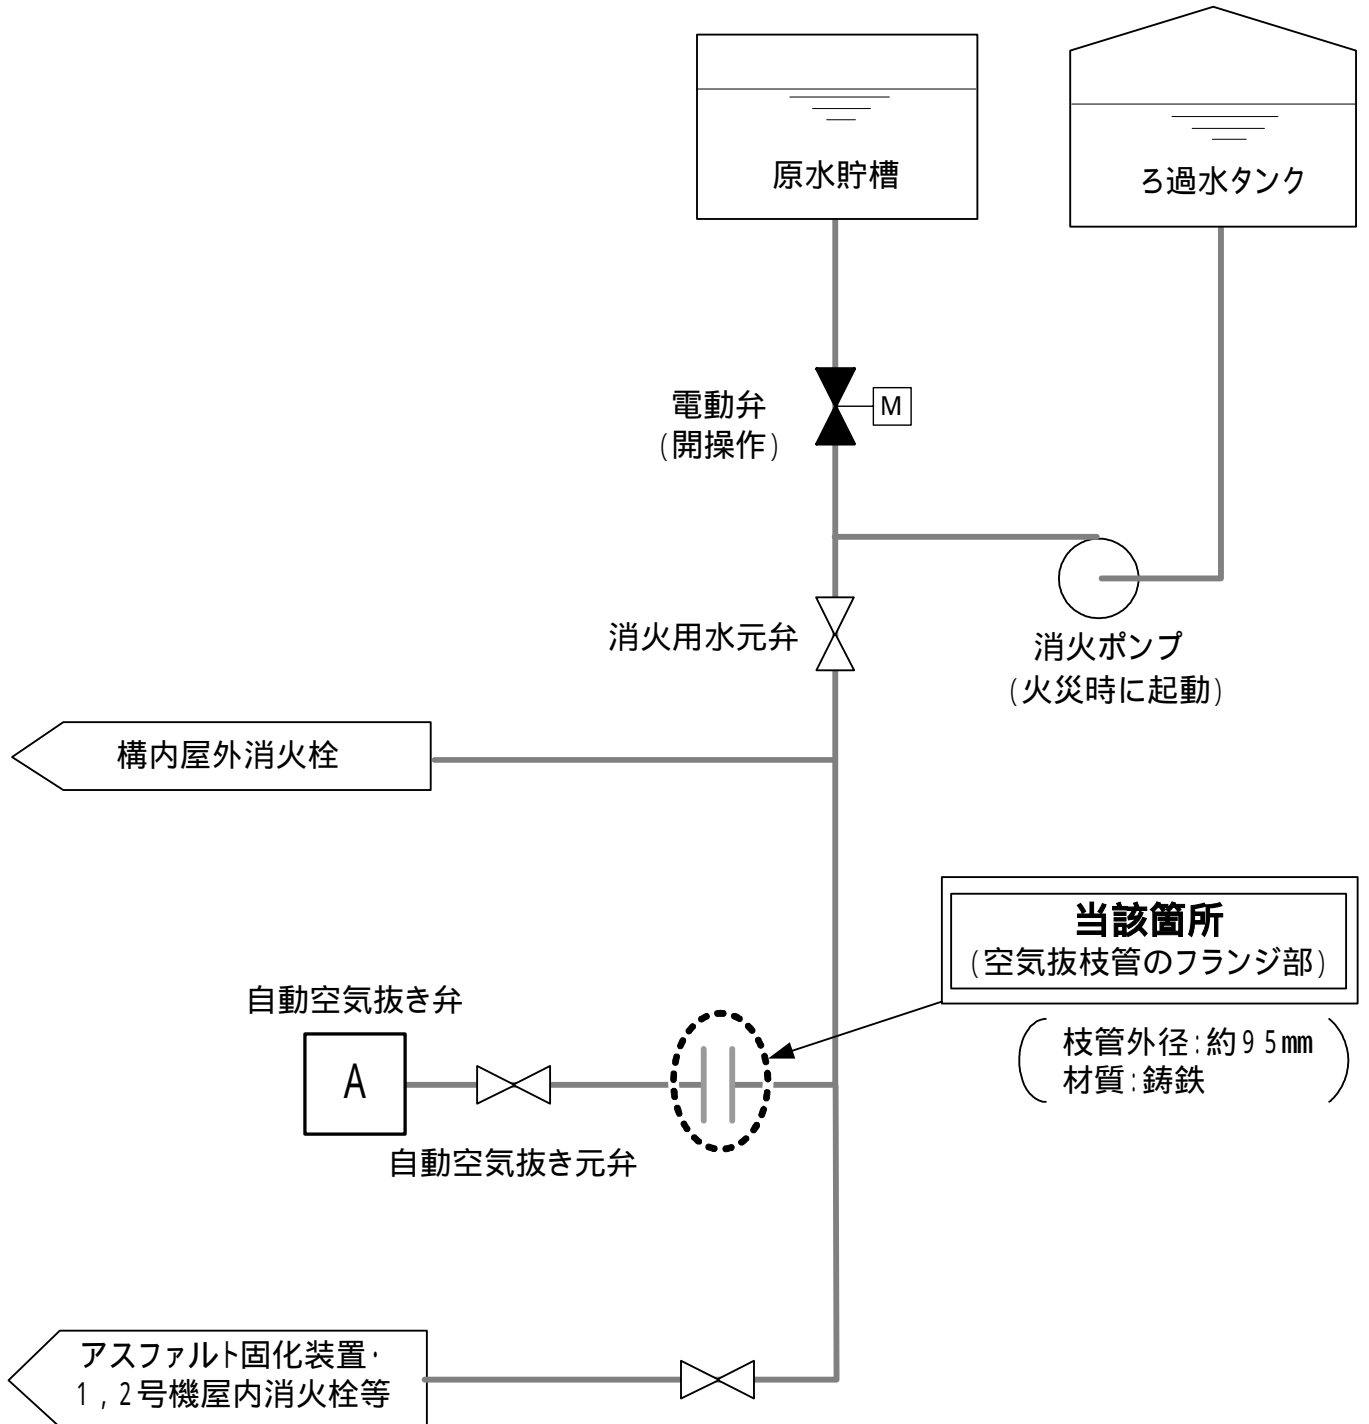 原水貯槽
ろ過水タンク
電動弁
(開操作)
M
消火用水元弁
消火ポンプ
(火災時に起動)
構内屋外消火栓
当該箇所
(空気抜枝管のフランジ部)
枝管外径:約95mm
材質:鋳鉄
自動空気抜き弁
A
自動空気抜き元弁
アスファルト固化装置・
1,2号機屋内消火栓等